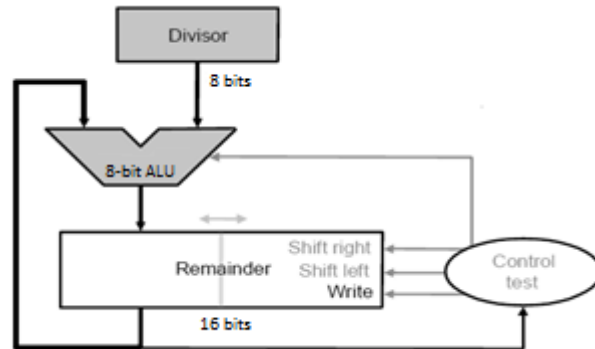 Divisor
8 bits
8-bit ALU
Shift right
Remainder
Shift left
Write
Control
test
16 bits